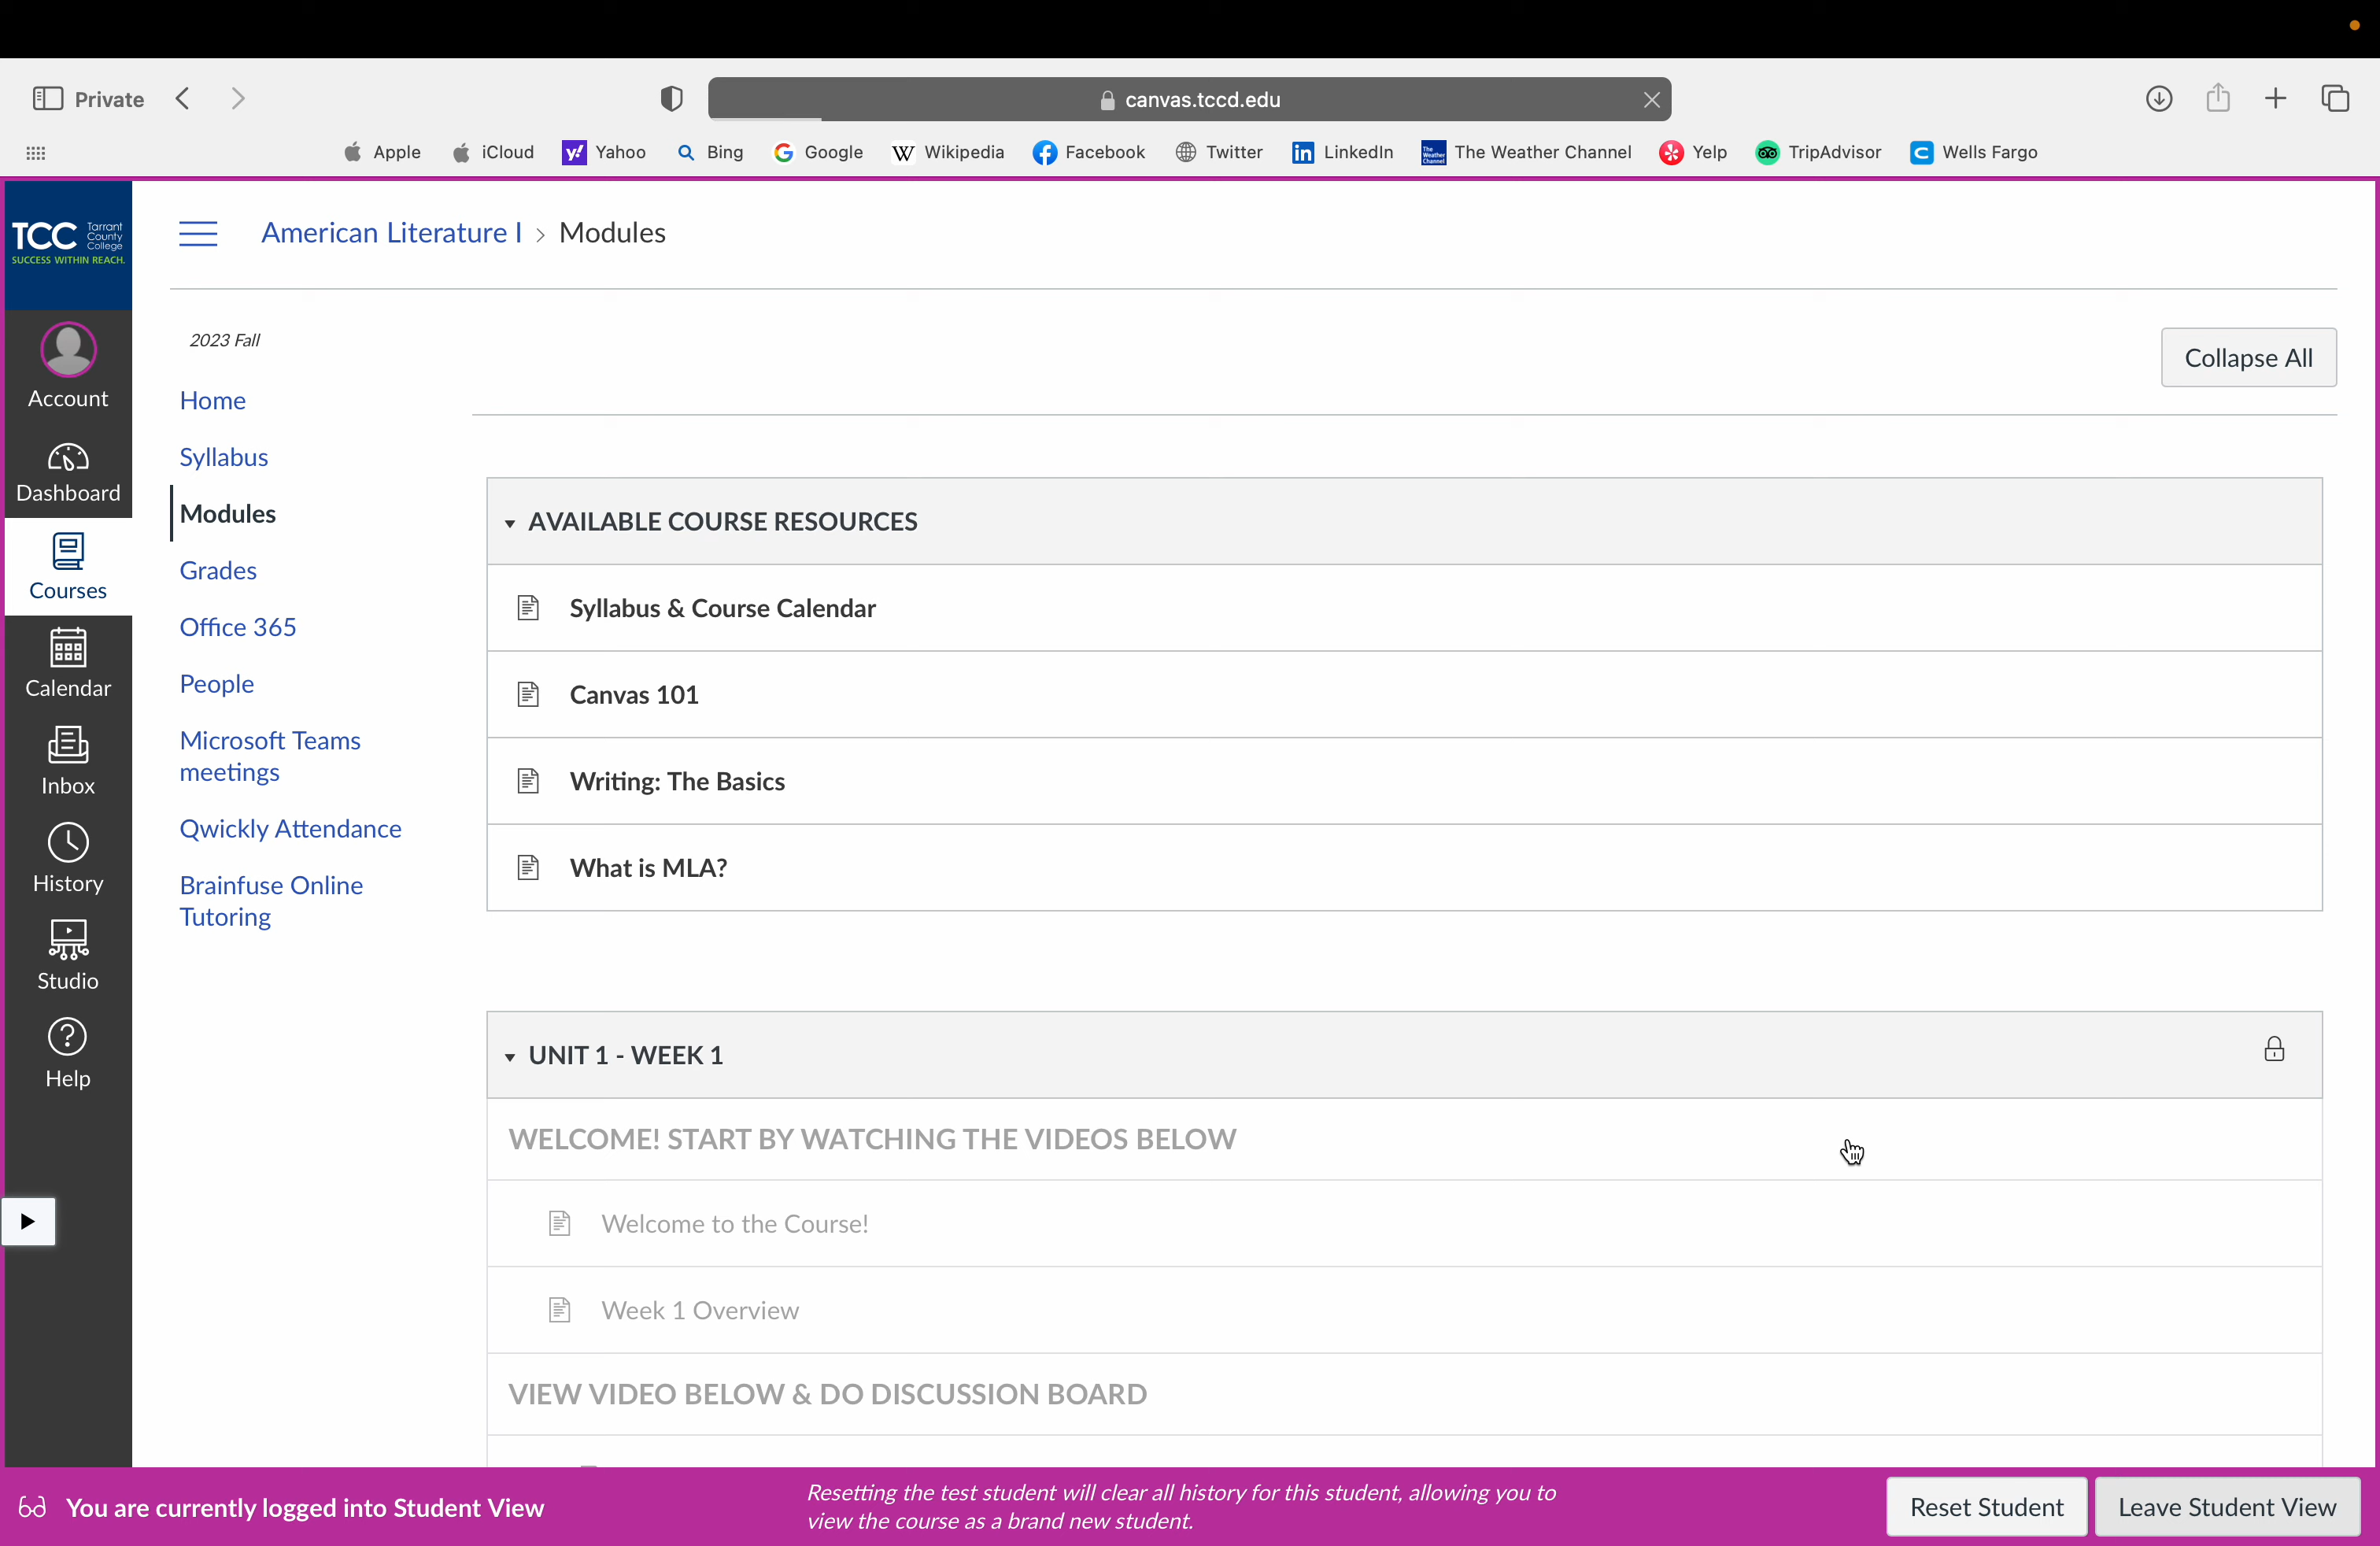 Private
canvas.tccd.edu
Apple iCloud Yahoo Bing Google Wikipedia Facebook Twitter LinkedIn The Weather Channel Yelp TripAdvisor Wells Fargo
TCC Tarrant County College
SUCCESS WITHIN REACH.
American Literature I › Modules
Account
Dashboard
Courses
Calendar
Inbox
History
Studio
Help
2023 Fall
Home
Syllabus
Modules
Grades
Office 365
People
Microsoft Teams
meetings
Qwickly Attendance
Brainfuse Online
Tutoring
Collapse All
AVAILABLE COURSE RESOURCES
Syllabus & Course Calendar
Canvas 101
Writing: The Basics
What is MLA?
UNIT 1 - WEEK 1
WELCOME! START BY WATCHING THE VIDEOS BELOW
Welcome to the Course!
Week 1 Overview
VIEW VIDEO BELOW & DO DISCUSSION BOARD
You are currently logged into Student View
Resetting the test student will clear all history for this student, allowing you to
view the course as a brand new student.
Reset Student
Leave Student View